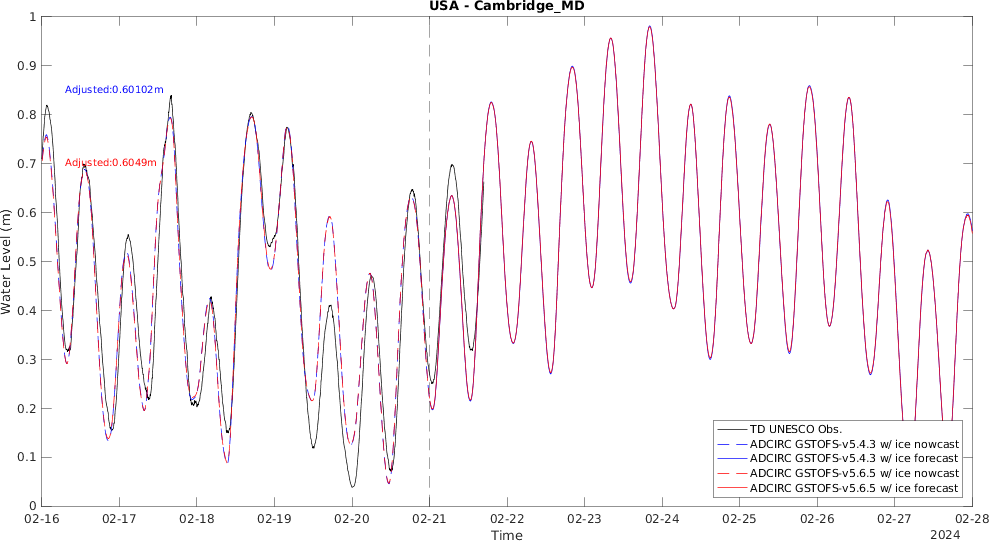 USA - Cambridge_MD
1
0.9
0.8
0.7
0.6
0.5
0.4
0.3
0.2
0.1
0
Water Level (m)
Adjusted:0.60102m
Adjusted:0.6049m
TD UNESCO Obs.
ADCIRC GSTOFS-v5.4.3 w/ ice nowcast
ADCIRC GSTOFS-v5.4.3 w/ ice forecast
ADCIRC GSTOFS-v5.6.5 w/ ice nowcast
ADCIRC GSTOFS-v5.6.5 w/ ice forecast
02-16 02-17 02-18 02-19 02-20 02-21 02-22 02-23 02-24 02-25 02-26 02-27 02-28
Time 2024